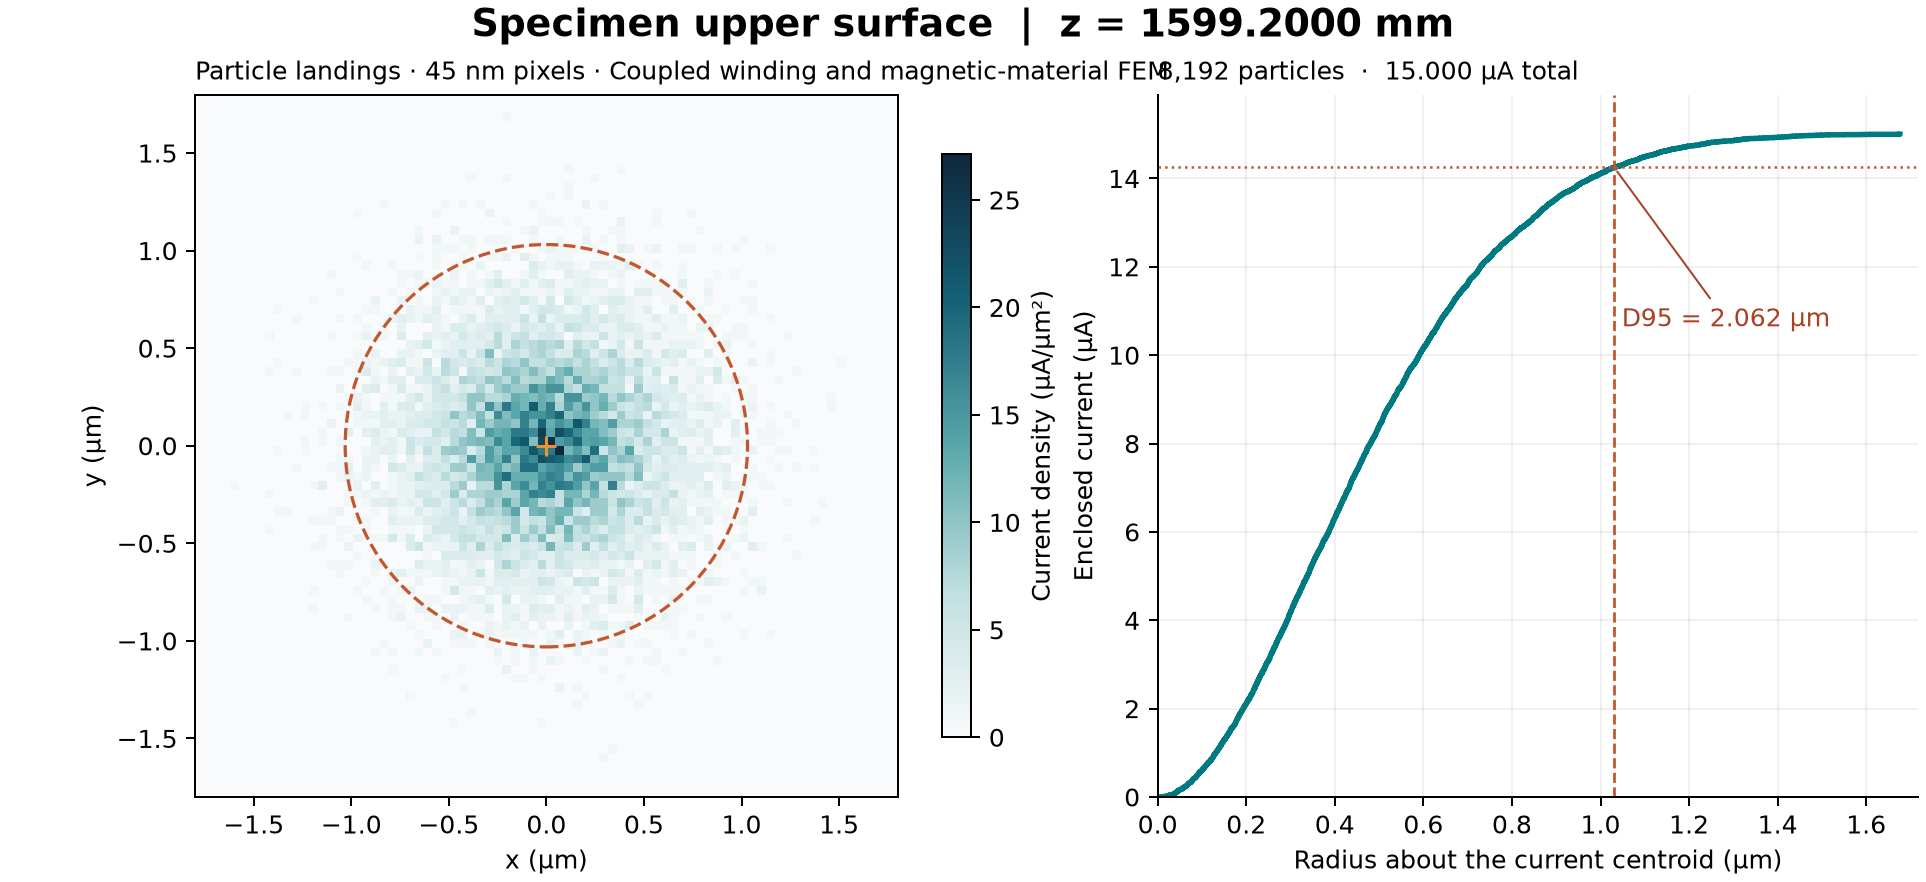 Specimen upper surface | z = 1599.2000 mm
Particle landings · 45 nm pixels · Coupled winding and magnetic-material FEM
8,192 particles · 15.000 µA total
1.5
1.0
0.5
0.0
−0.5
−1.0
−1.5
y (µm)
−1.5 −1.0 −0.5 0.0 0.5 1.0 1.5
x (µm)
25
20
15
10
5
0
Current density (µA/µm²)
Enclosed current (µA)
14
12
10
8
6
4
2
0
D95 = 2.062 µm
0.0 0.2 0.4 0.6 0.8 1.0 1.2 1.4 1.6
Radius about the current centroid (µm)